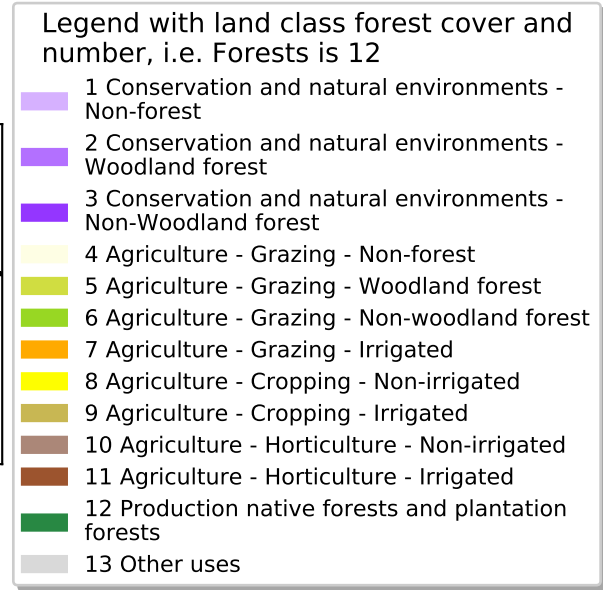 Legend with land class forest cover and
number, i.e. Forests is 12
1 Conservation and natural environments -
Non-forest
2 Conservation and natural environments -
Woodland forest
3 Conservation and natural environments -
Non-Woodland forest
4 Agriculture - Grazing - Non-forest
5 Agriculture - Grazing - Woodland forest
6 Agriculture - Grazing - Non-woodland forest
7 Agriculture - Grazing - Irrigated
8 Agriculture - Cropping - Non-irrigated
9 Agriculture - Cropping - Irrigated
10 Agriculture - Horticulture - Non-irrigated
11 Agriculture - Horticulture - Irrigated
12 Production native forests and plantation
forests
13 Other uses